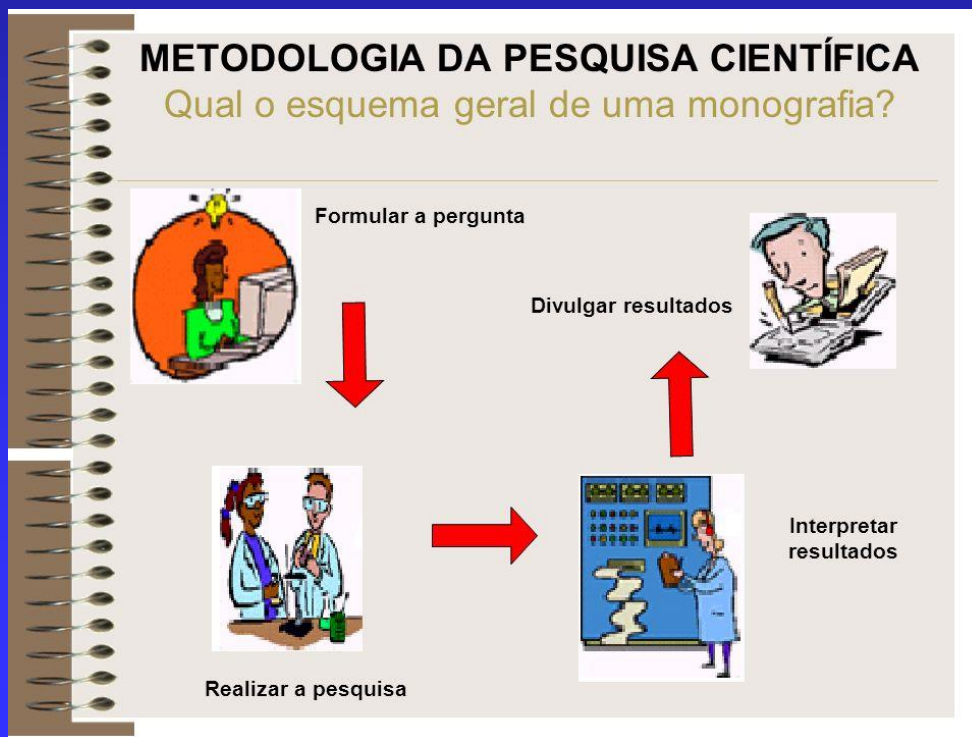 METODOLOGIA DA PESQUISA CIENTÍFICA
Qual o esquema geral de uma monografia?
Formular a pergunta
Divulgar resultados
Interpretar
resultados
Realizar a pesquisa